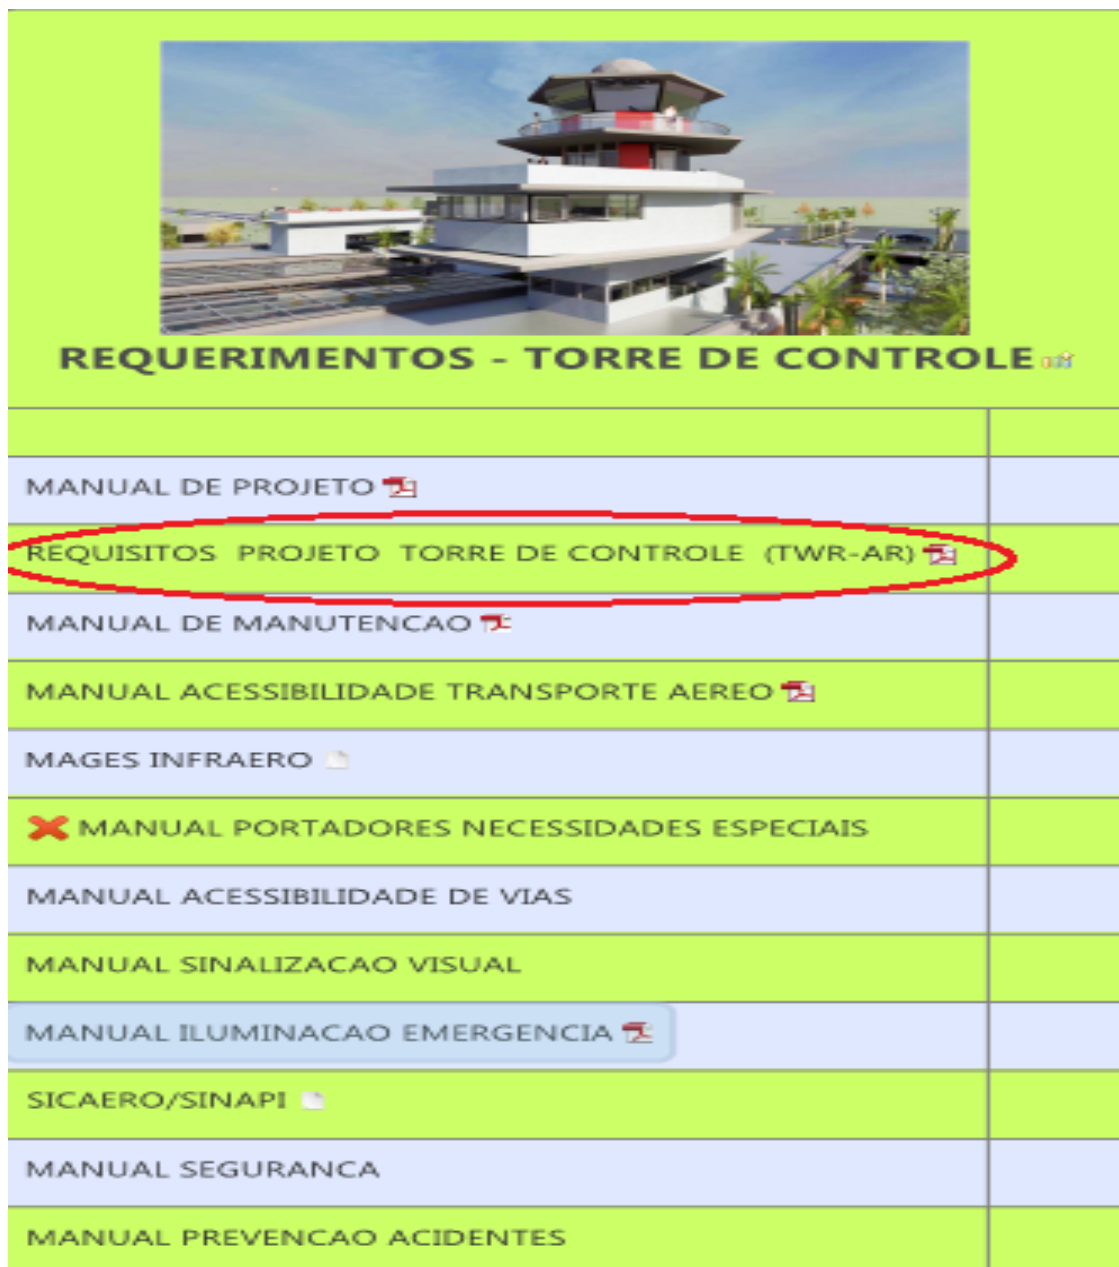 REQUERIMENTOS - TORRE DE CONTROLE
MANUAL DE PROJETO
REQUISITOS PROJETO TORRE DE CONTROLE (TWR-AR)
MANUAL DE MANUTENCAO
MANUAL ACESSIBILIDADE TRANSPORTE AEREO
MAGES INFRAERO
MANUAL PORTADORES NECESSIDADES ESPECIAIS
MANUAL ACESSIBILIDADE DE VIAS
MANUAL SINALIZACAO VISUAL
MANUAL ILUMINACAO EMERGENCIA
SICAERO/SINAPI
MANUAL SEGURANCA
MANUAL PREVENCAO ACIDENTES